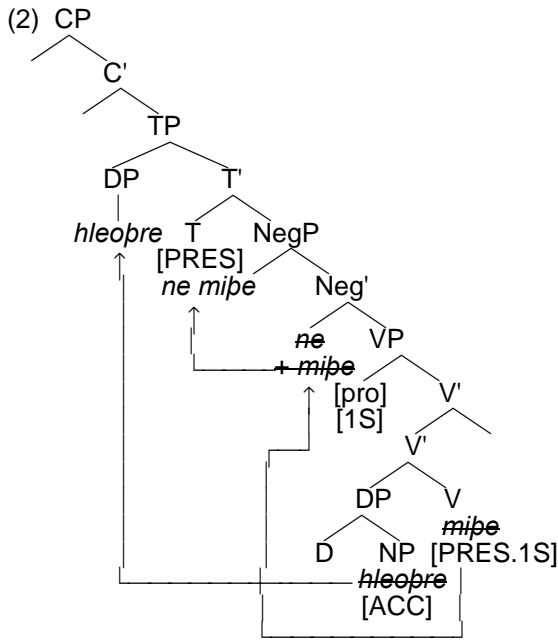 (2) CP
C'
TP
DP T'
hleoþre T NegP
[PRES]
ne miþe Neg'
ne VP
+ miþe
[pro] V'
[1S]
V'
DP V
miþe
D NP [PRES.1S]
hleoþre
[ACC]